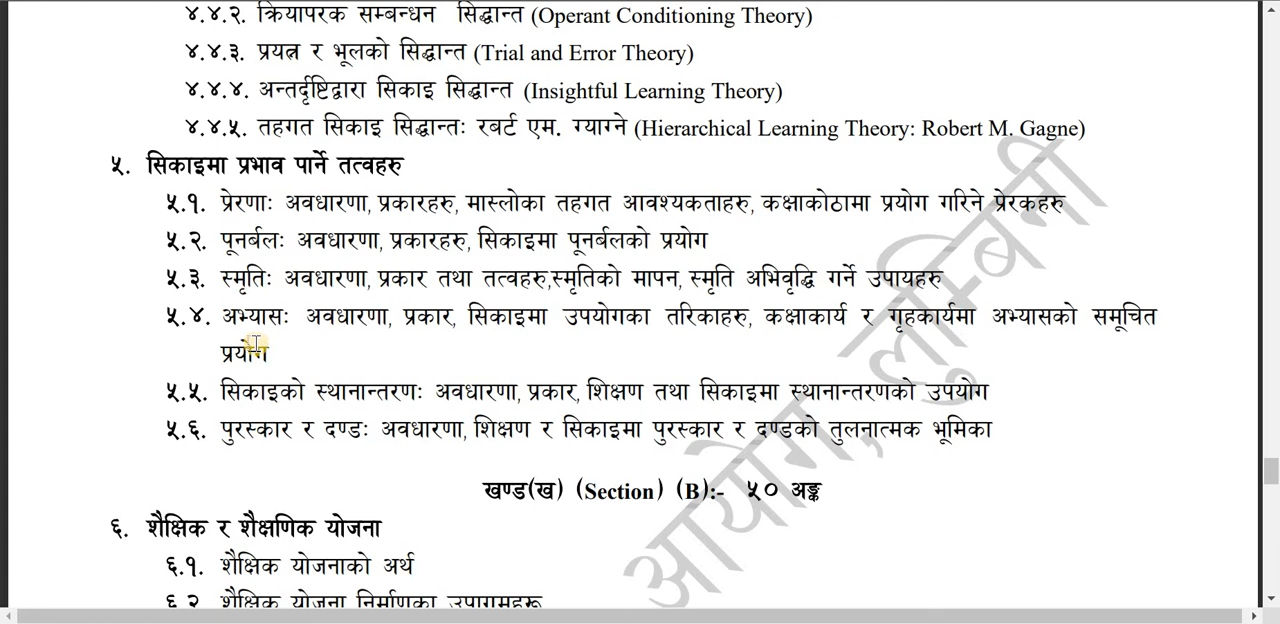 ४.४.२. क्रियापरक सम्बन्धन सिद्धान्त (Operant Conditioning Theory)
४.४.३. प्रयत्न र भूलको सिद्धान्त (Trial and Error Theory)
४.४.४. अन्तर्दृष्टिद्वारा सिकाइ सिद्धान्त (Insightful Learning Theory)
४.४.५. तहगत सिकाइ सिद्धान्तः रबर्ट एम. ग्याग्ने (Hierarchical Learning Theory: Robert M. Gagne)
५. सिकाइमा प्रभाव पार्ने तत्वहरु
५.१. प्रेरणाः अवधारणा, प्रकारहरु, मास्लोका तहगत आवश्यकताहरु, कक्षाकोठामा प्रयोग गरिने प्रेरकहरु
५.२. पूनर्बलः अवधारणा, प्रकारहरु, सिकाइमा पूनर्बलको प्रयोग
५.३. स्मृतिः अवधारणा, प्रकार तथा तत्वहरु,स्मृतिको मापन, स्मृति अभिवृद्धि गर्ने उपायहरु
५.४. अभ्यासः अवधारणा, प्रकार, सिकाइमा उपयोगका तरिकाहरु, कक्षाकार्य र गृहकार्यमा अभ्यासको समूचित
प्रयोग
५.५. सिकाइको स्थानान्तरणः अवधारणा, प्रकार, शिक्षण तथा सिकाइमा स्थानान्तरणको उपयोग
५.६. पुरस्कार र दण्डः अवधारणा, शिक्षण र सिकाइमा पुरस्कार र दण्डको तुलनात्मक भूमिका
खण्ड(ख) (Section) (B):- ५० अङ्क
६. शैक्षिक र शैक्षणिक योजना
६.१. शैक्षिक योजनाको अर्थ
६.२. शैक्षिक योजना निर्माणका उपागमहरू
आयोग, लुम्बिनी